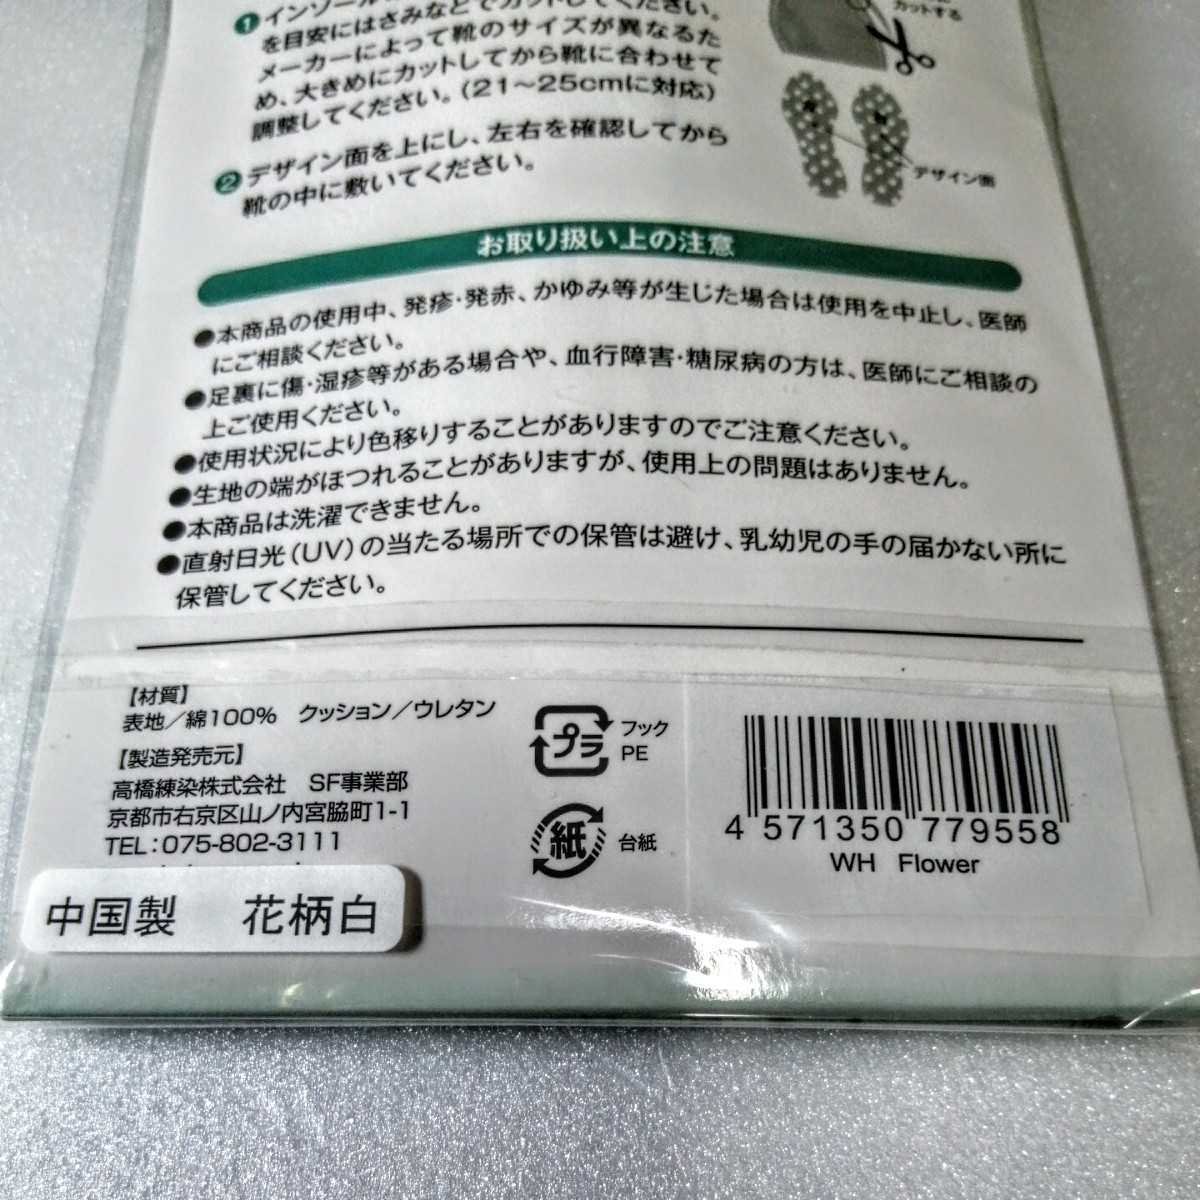 ❶インソール
を目安にはさみなどでカットしてください。
メーカーによって靴のサイズが異なるた
め、大きめにカットしてから靴に合わせて
調整してください。(21〜25cmに対応)
❷デザイン面を上にし、左右を確認してから
靴の中に敷いてください。
カットする
デザイン面
お取り扱い上の注意
●本商品の使用中、発疹・発赤、かゆみ等が生じた場合は使用を中止し、医師
にご相談ください。
●足裏に傷・湿疹等がある場合や、血行障害・糖尿病の方は、医師にご相談の
上ご使用ください。
●使用状況により色移りすることがありますのでご注意ください。
●生地の端がほつれることがありますが、使用上の問題はありません。
●本商品は洗濯できません。
●直射日光(UV)の当たる場所での保管は避け、乳幼児の手の届かない所に
保管してください。
【材質】
表地/綿100% クッション/ウレタン
【製造発売元】
高橋練染株式会社 SF事業部
京都市右京区山ノ内宮脇町1-1
TEL:075-802-3111
中国製 花柄白
プラ
フック
PE
紙
台紙
4 571350 779558
WH Flower